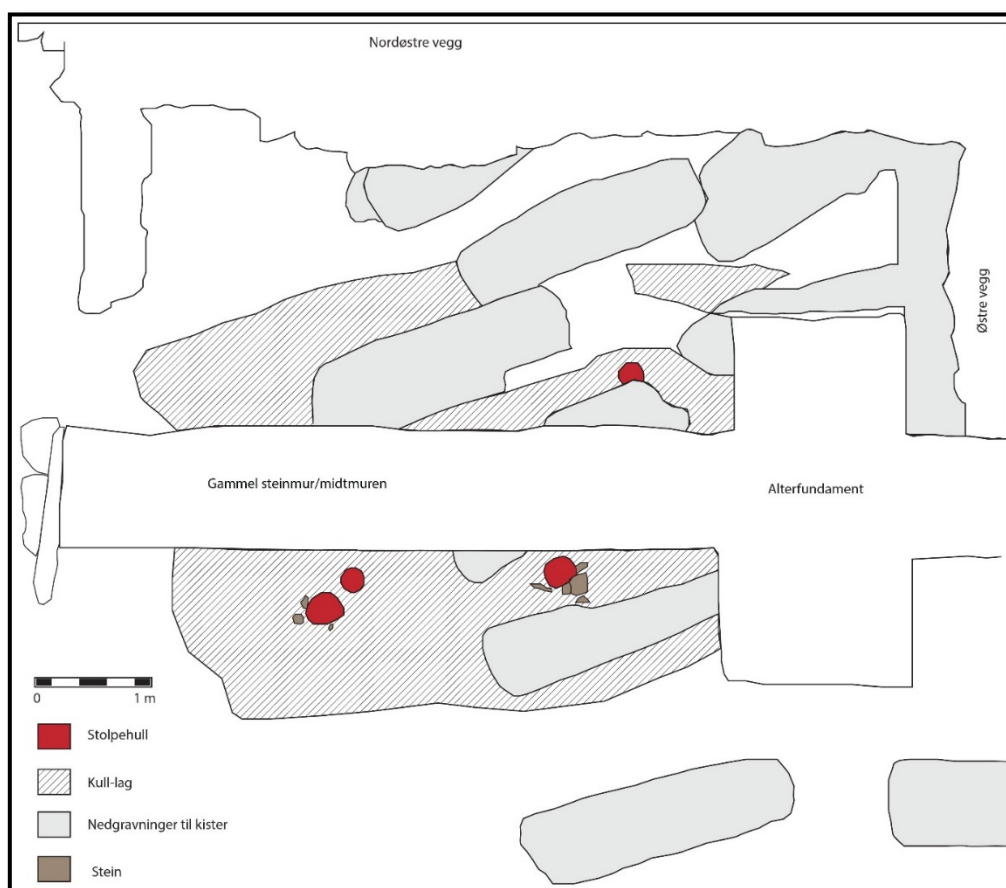 Nordøstre vegg
Østre vegg
Gammel steinmur/midtmuren
Alterfundament
0 1 m
Stolpehull
Kull-lag
Nedgravninger til kister
Stein